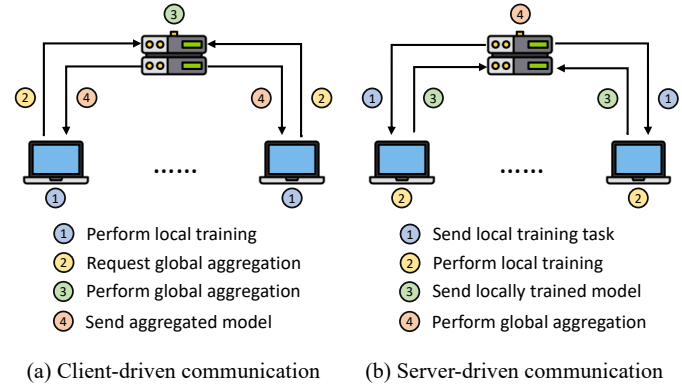 3
2
4
4
2
......
1
1
1 Perform local training
2 Request global aggregation
3 Perform global aggregation
4 Send aggregated model
(a) Client-driven communication
4
1
3
3
1
......
2
2
1 Send local training task
2 Perform local training
3 Send locally trained model
4 Perform global aggregation
(b) Server-driven communication